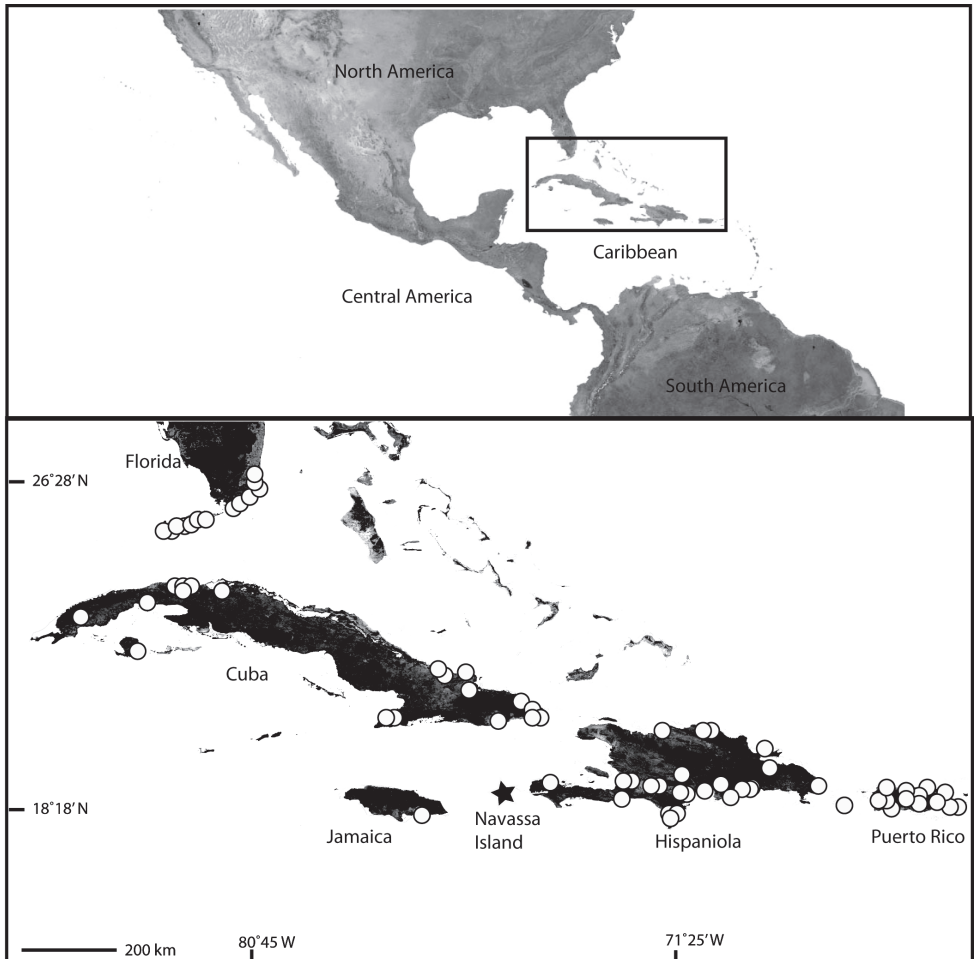 North America
Caribbean
Central America
South America
Florida
26˚28’ N
Cuba
18˚18’ N
Navassa
Island
Jamaica
Hispaniola
Puerto Rico
200 km
80˚45 W
71˚25’ W